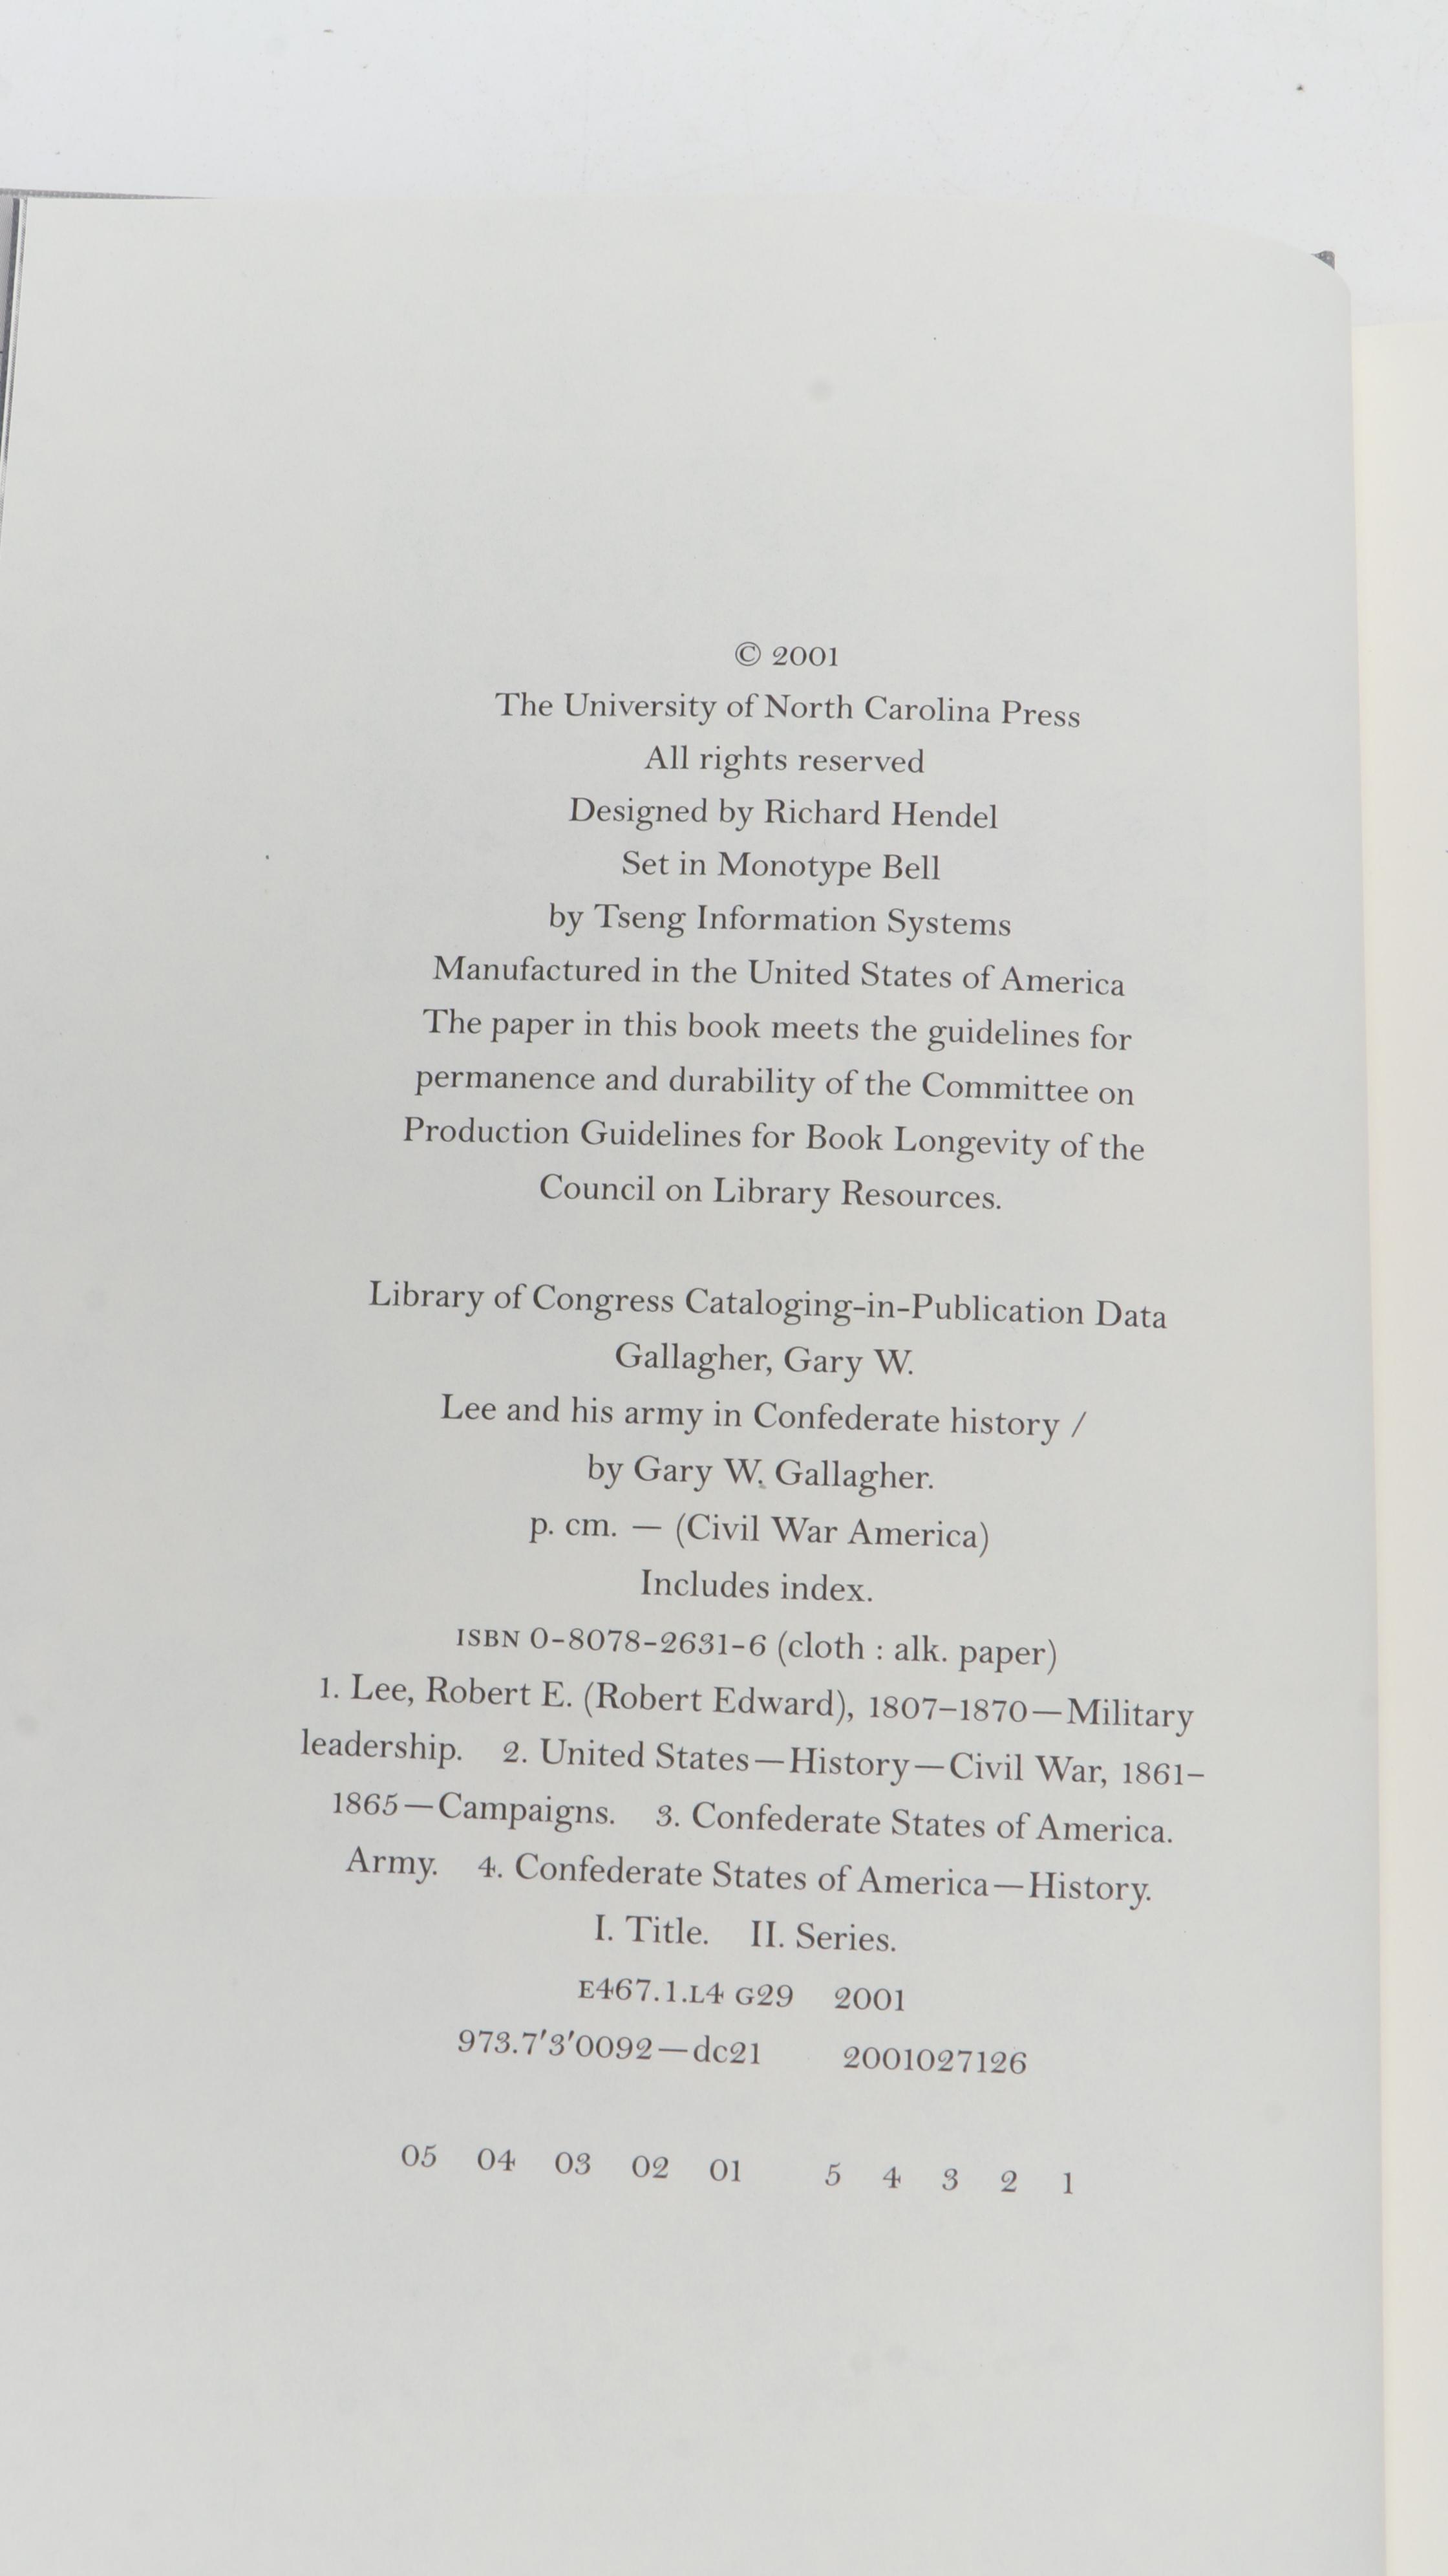 © 2001
The University of North Carolina Press
All rights reserved
Designed by Richard Hendel
Set in Monotype Bell
by Tseng Information Systems
Manufactured in the United States of America
The paper in this book meets the guidelines for
permanence and durability of the Committee on
Production Guidelines for Book Longevity of the
Council on Library Resources.
Library of Congress Cataloging-in-Publication Data
Gallagher, Gary W.
Lee and his army in Confederate history /
by Gary W. Gallagher.
p. cm. — (Civil War America)
Includes index.
ISBN 0-8078-2631-6 (cloth : alk. paper)
1. Lee, Robert E. (Robert Edward), 1807–1870—Military
leadership. 2. United States—History—Civil War, 1861–
1865—Campaigns. 3. Confederate States of America.
Army. 4. Confederate States of America—History.
I. Title. II. Series.
E467.1.L4 G29 2001
973.7′3′0092—dc21 2001027126
05 04 03 02 01 5 4 3 2 1